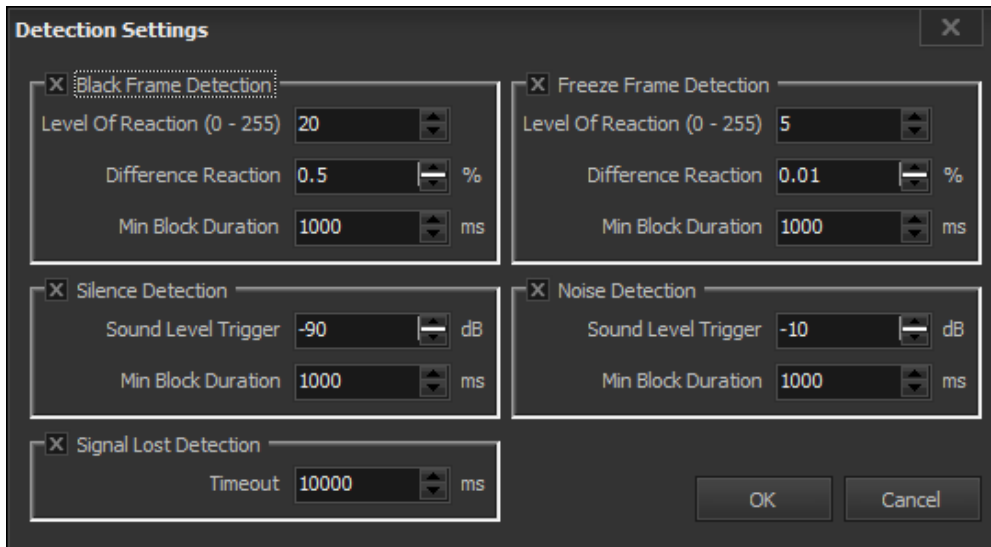 Detection Settings
Black Frame Detection
Level Of Reaction (0 - 255) 20
Difference Reaction 0.5 %
Min Block Duration 1000 ms
Freeze Frame Detection
Level Of Reaction (0 - 255) 5
Difference Reaction 0.01 %
Min Block Duration 1000 ms
Silence Detection
Sound Level Trigger -90 dB
Min Block Duration 1000 ms
Noise Detection
Sound Level Trigger -10 dB
Min Block Duration 1000 ms
Signal Lost Detection
Timeout 10000 ms
OK Cancel